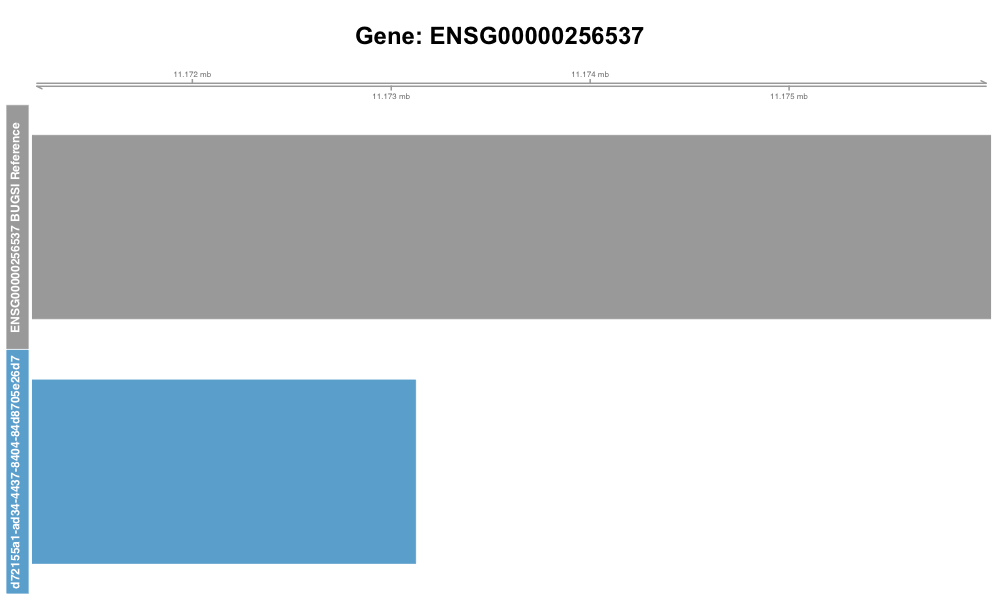 Gene: ENSG00000256537
11.172 mb
11.174 mb
11.173 mb
11.175 mb
ENSG00000256537 BUGSI Reference
d72155a1-ad34-4437-8404-84d8705e26d7